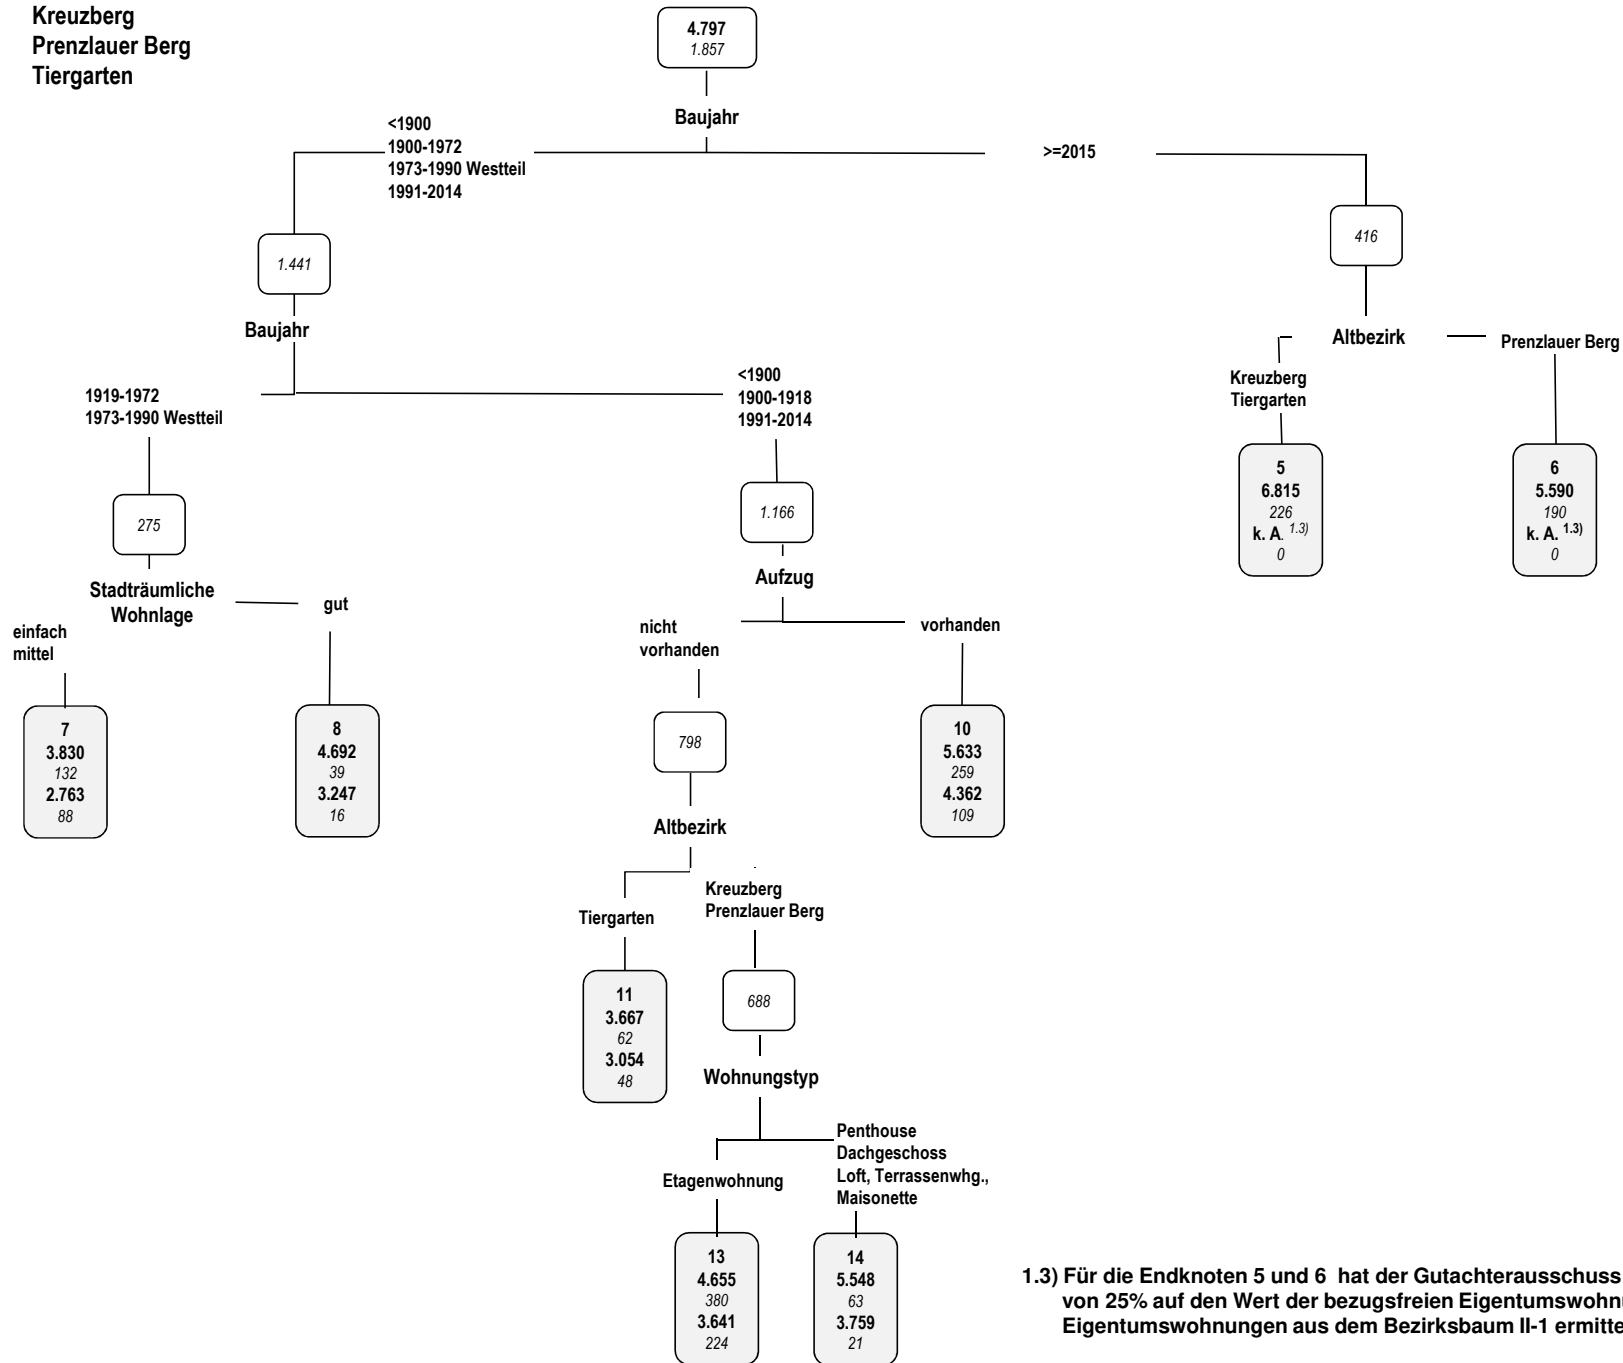 Kreuzberg
Prenzlauer Berg
Tiergarten
4.797
1.857
Baujahr
<1900
1900-1972
1973-1990 Westteil
1991-2014
>=2015
1.441
416
Baujahr
Altbezirk
Prenzlauer Berg
Kreuzberg
Tiergarten
1919-1972
1973-1990 Westteil
<1900
1900-1918
1991-2014
5
6.815
226
k. A. 1.3)
0
6
5.590
190
k. A. 1.3)
0
275
1.166
Stadträumliche
Wohnlage
gut
einfach
mittel
Aufzug
nicht
vorhanden
vorhanden
7
3.830
132
2.763
88
8
4.692
39
3.247
16
798
10
5.633
259
4.362
109
Altbezirk
Tiergarten
Kreuzberg
Prenzlauer Berg
11
3.667
62
3.054
48
688
Wohnungstyp
Etagenwohnung
Penthouse
Dachgeschoss
Loft, Terrassenwhg.,
Maisonette
13
4.655
380
3.641
224
14
5.548
63
3.759
21
1.3) Für die Endknoten 5 und 6 hat der Gutachterausschuss
von 25% auf den Wert der bezugsfreien Eigentumswohnu
Eigentumswohnungen aus dem Bezirksbaum II-1 ermitte